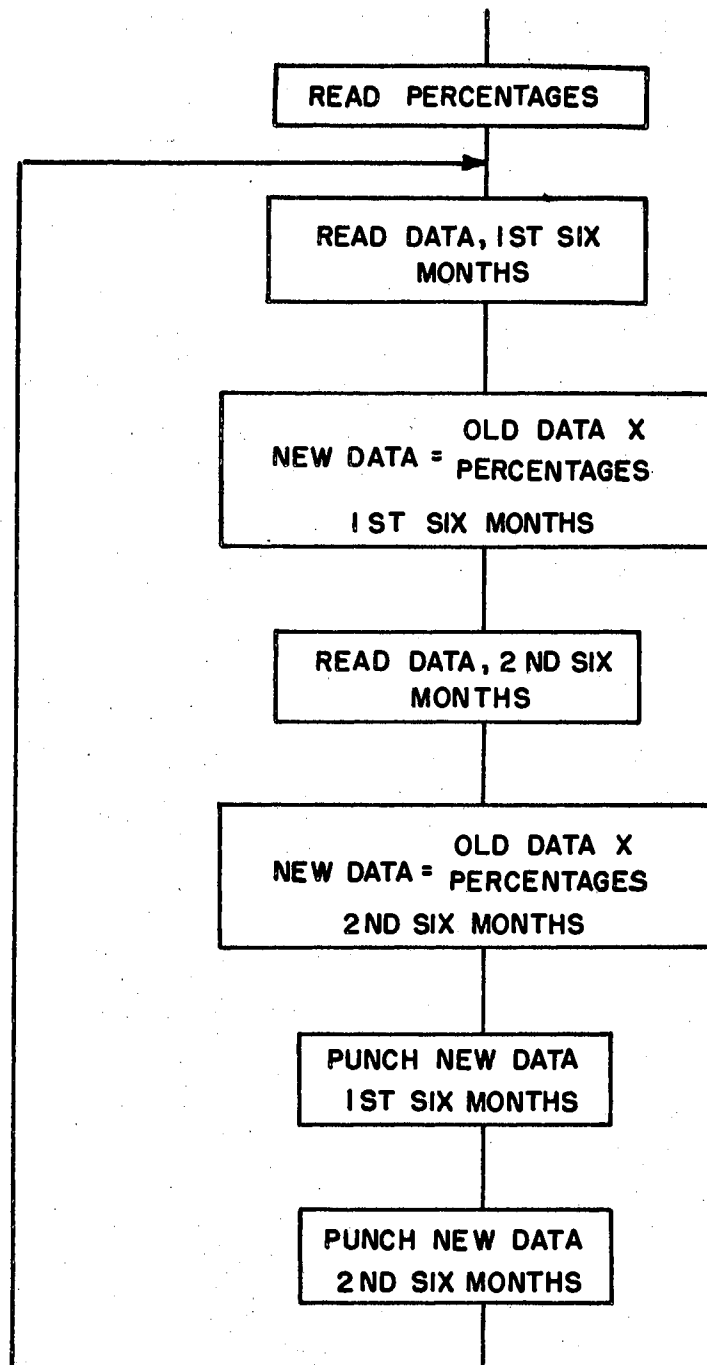 READ PERCENTAGES
READ DATA, 1ST SIX
MONTHS
NEW DATA = OLD DATA X
PERCENTAGES
1ST SIX MONTHS
READ DATA, 2ND SIX
MONTHS
NEW DATA = OLD DATA X
PERCENTAGES
2ND SIX MONTHS
PUNCH NEW DATA
1ST SIX MONTHS
PUNCH NEW DATA
2ND SIX MONTHS